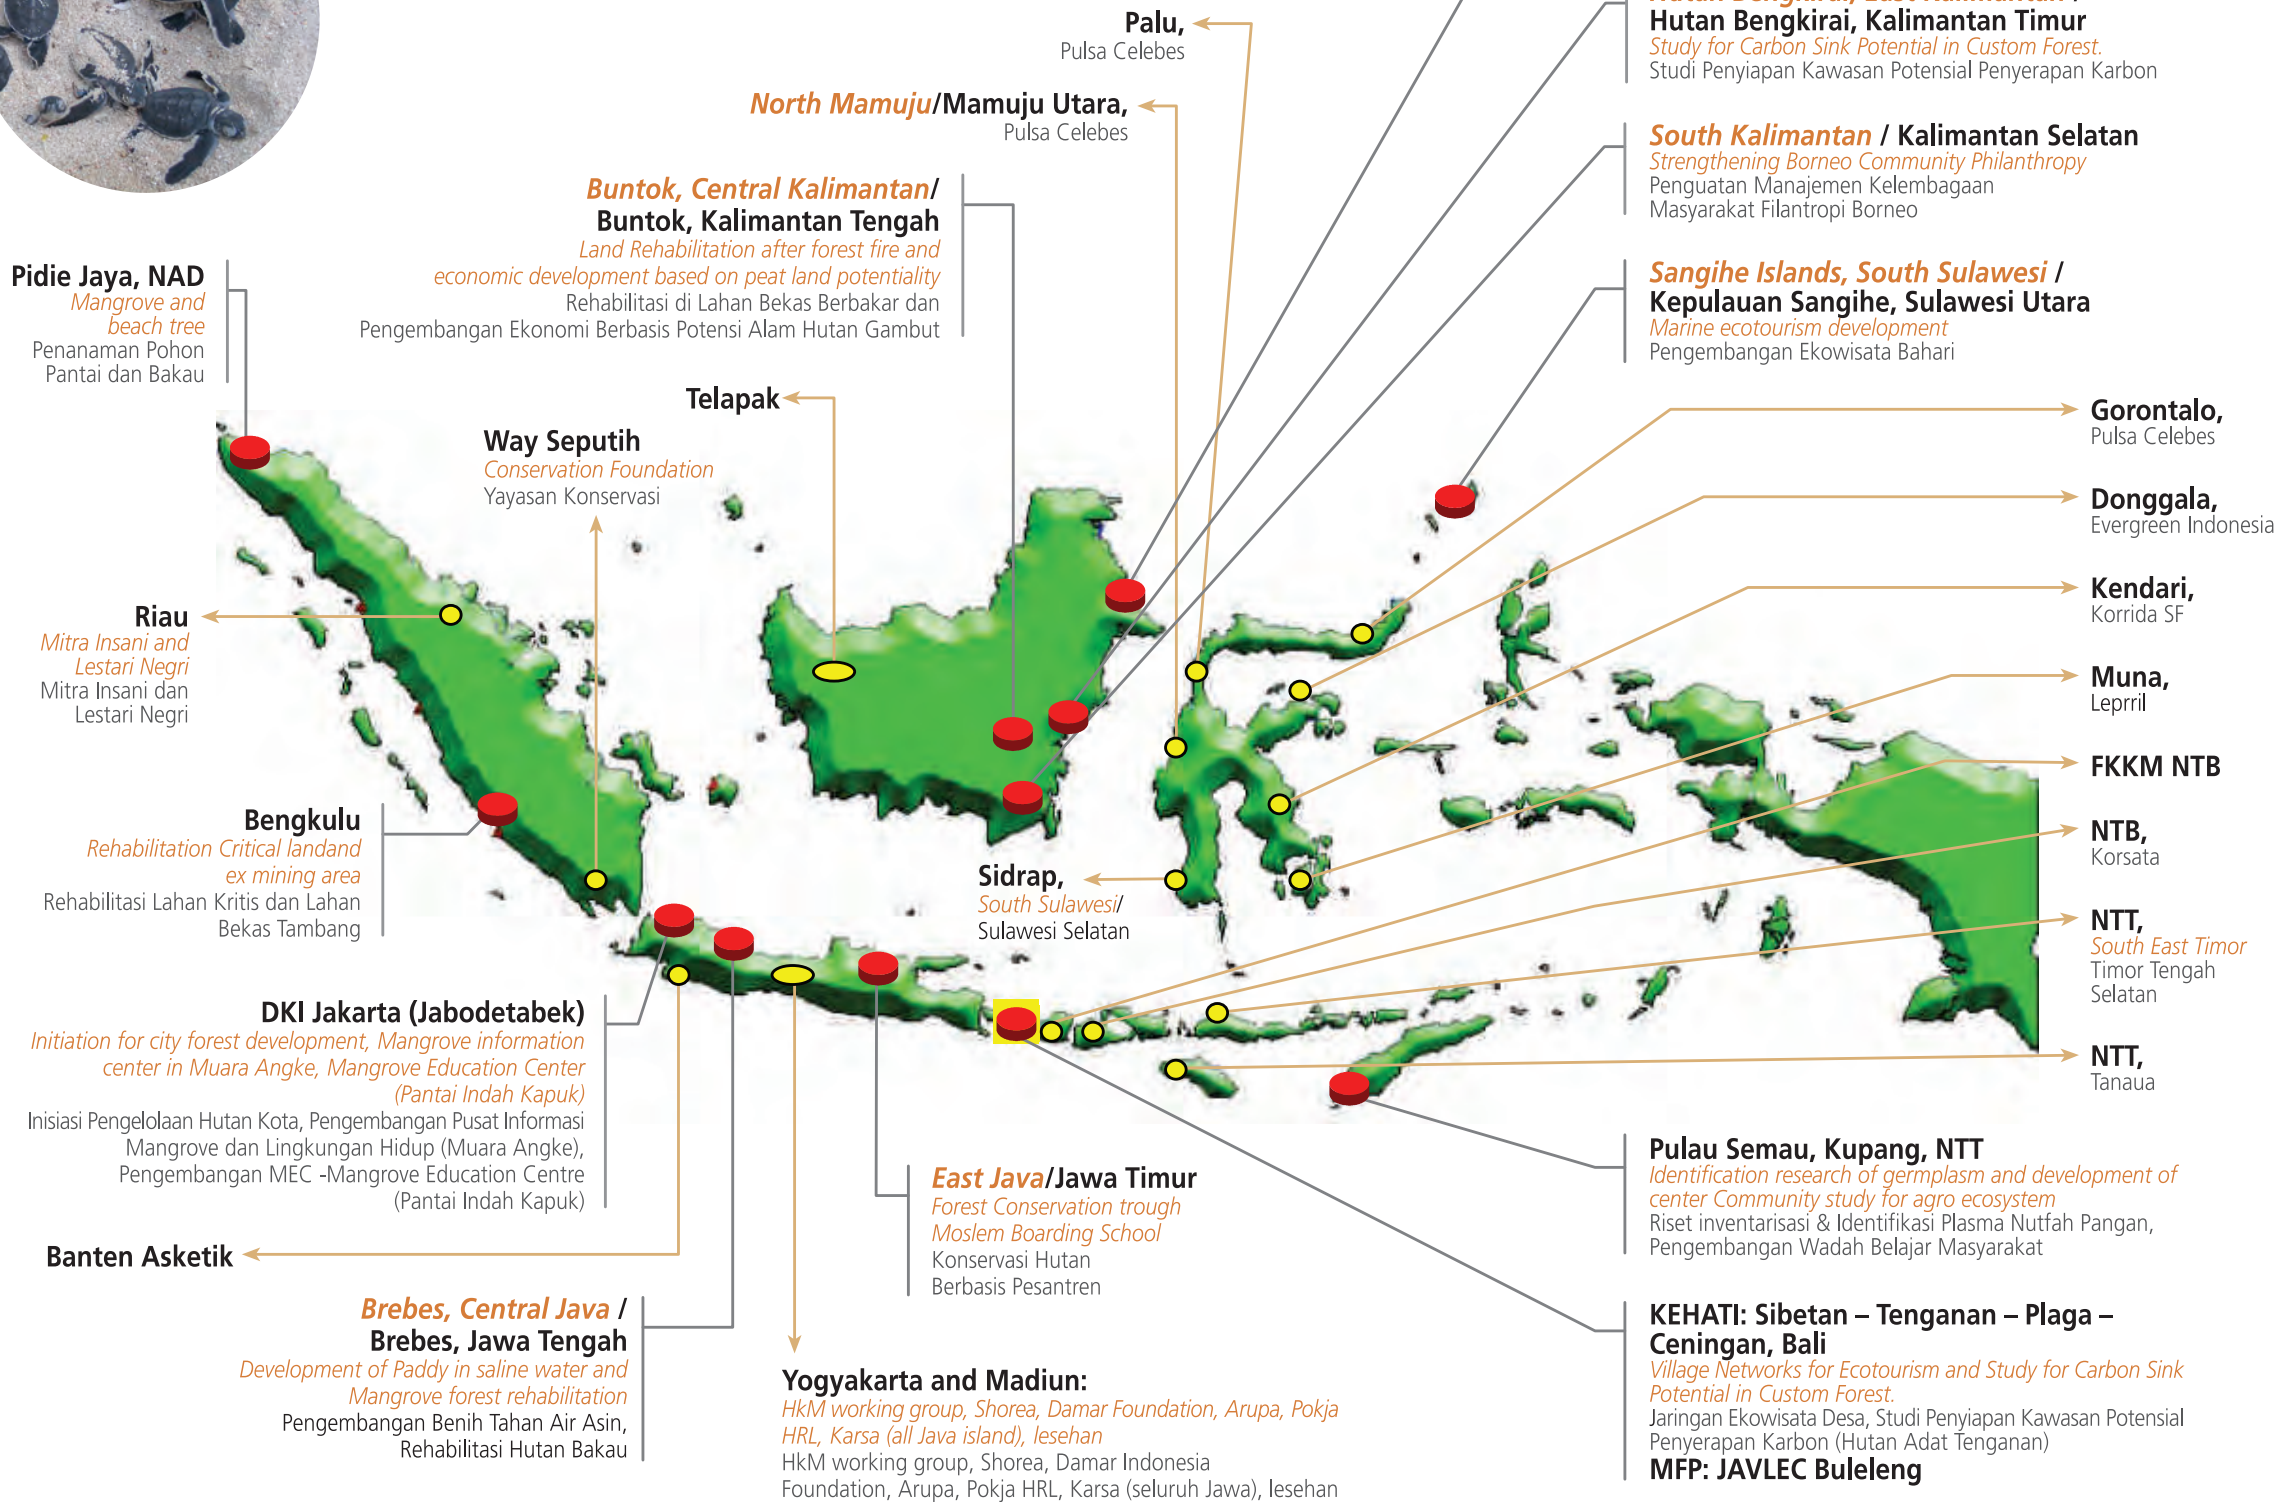 Palu,
Pulsa Celebes
North Mamuju/Mamuju Utara,
Pulsa Celebes
Buntok, Central Kalimantan/
Buntok, Kalimantan Tengah
Land Rehabilitation after forest fire and
economic development based on peat land potentiality
Rehabilitasi di Lahan Bekas Berbakar dan
Pengembangan Ekonomi Berbasis Potensi Alam Hutan Gambut
Pidie Jaya, NAD
Mangrove and
beach tree
Penanaman Pohon
Pantai dan Bakau
Telapak
Way Seputih
Conservation Foundation
Yayasan Konservasi
Riau
Mitra Insani and
Lestari Negri
Mitra Insani dan
Lestari Negri
Bengkulu
Rehabilitation Critical landand
ex mining area
Rehabilitasi Lahan Kritis dan Lahan
Bekas Tambang
DKI Jakarta (Jabodetabek)
Initiation for city forest development, Mangrove information
center in Muara Angke, Mangrove Education Center
(Pantai Indah Kapuk)
Inisiasi Pengelolaan Hutan Kota, Pengembangan Pusat Informasi
Mangrove dan Lingkungan Hidup (Muara Angke),
Pengembangan MEC -Mangrove Education Centre
(Pantai Indah Kapuk)
Banten Asketik
Brebes, Central Java /
Brebes, Jawa Tengah
Development of Paddy in saline water and
Mangrove forest rehabilitation
Pengembangan Benih Tahan Air Asin,
Rehabilitasi Hutan Bakau
Yogyakarta and Madiun:
HkM working group, Shorea, Damar Foundation, Arupa, Pokja
HRL, Karsa (all Java island), lesehan
HkM working group, Shorea, Damar Indonesia
Foundation, Arupa, Pokja HRL, Karsa (seluruh Jawa), lesehan
East Java/Jawa Timur
Forest Conservation trough
Moslem Boarding School
Konservasi Hutan
Berbasis Pesantren
Sidrap,
South Sulawesi/
Sulawesi Selatan
Hutan Bengkirai, East Kalimantan /
Hutan Bengkirai, Kalimantan Timur
Study for Carbon Sink Potential in Custom Forest.
Studi Penyiapan Kawasan Potensial Penyerapan Karbon
South Kalimantan / Kalimantan Selatan
Strengthening Borneo Community Philanthropy
Penguatan Manajemen Kelembagaan
Masyarakat Filantropi Borneo
Sangihe Islands, South Sulawesi /
Kepulauan Sangihe, Sulawesi Utara
Marine ecotourism development
Pengembangan Ekowisata Bahari
Gorontalo,
Pulsa Celebes
Donggala,
Evergreen Indonesia
Kendari,
Korrida SF
Muna,
Leprril
FKKM NTB
NTB,
Korsata
NTT,
South East Timor
Timor Tengah
Selatan
NTT,
Tanaua
Pulau Semau, Kupang, NTT
Identification research of germplasm and development of
center Community study for agro ecosystem
Riset inventarisasi & Identifikasi Plasma Nutfah Pangan,
Pengembangan Wadah Belajar Masyarakat
KEHATI: Sibetan – Tenganan – Plaga –
Ceningan, Bali
Village Networks for Ecotourism and Study for Carbon Sink
Potential in Custom Forest.
Jaringan Ekowisata Desa, Studi Penyiapan Kawasan Potensial
Penyerapan Karbon (Hutan Adat Tenganan)
MFP: JAVLEC Buleleng